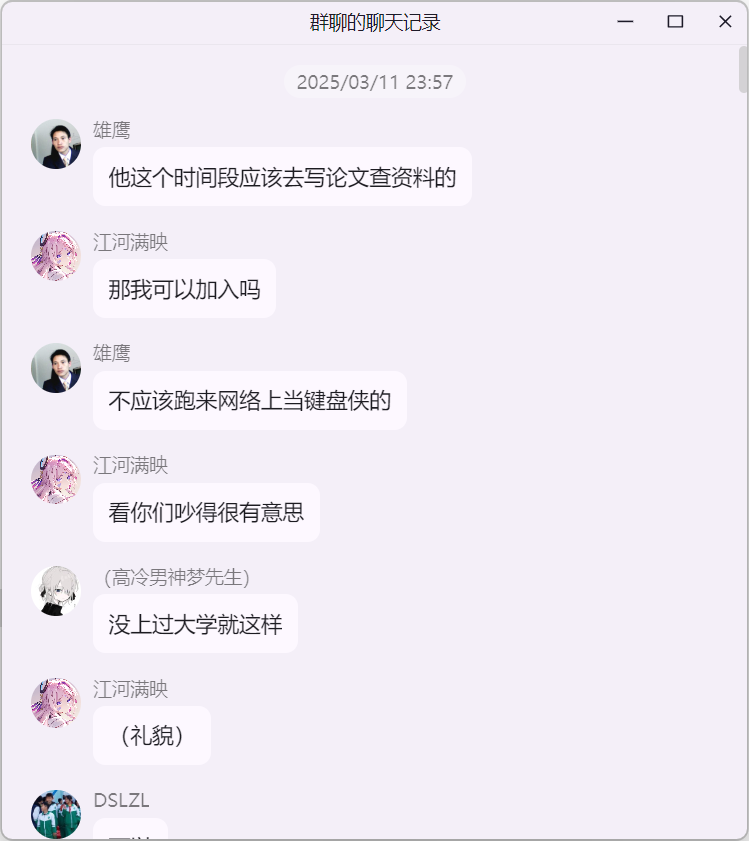 群聊的聊天记录
2025/03/11 23:57
雄鹰
他这个时间段应该去写论文查资料的
江河满映
那我可以加入吗
雄鹰
不应该跑来网络上当键盘侠的
江河满映
看你们吵得很有意思
（高冷男神梦先生）
没上过大学就这样
江河满映
（礼貌）
DSLZL